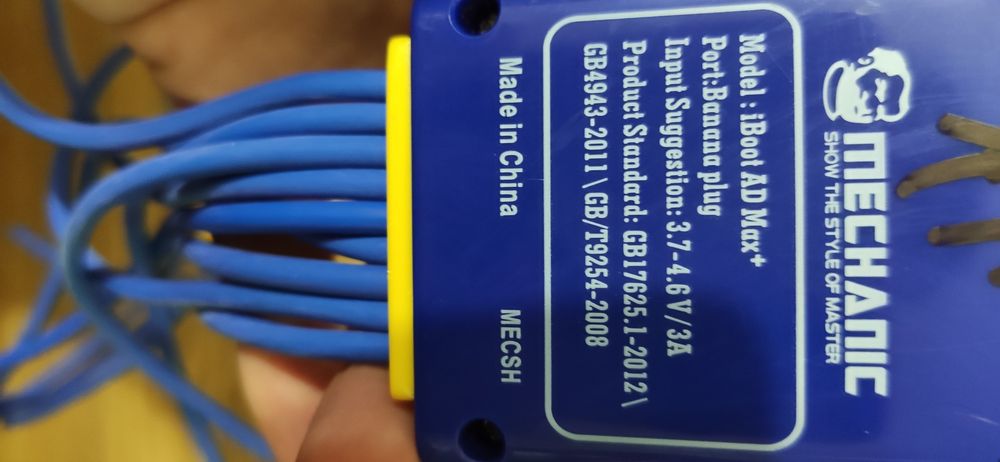 MECHANIC
SHOW THE STYLE OF MASTER
Model : iBoot AD Max+
Port:Banana plug
Input Suggestion: 3.7-4.6 V/3A
Product Standard: GB17625.1-2012\
GB4943-2011\GB/T9254-2008
Made in China
MECSH